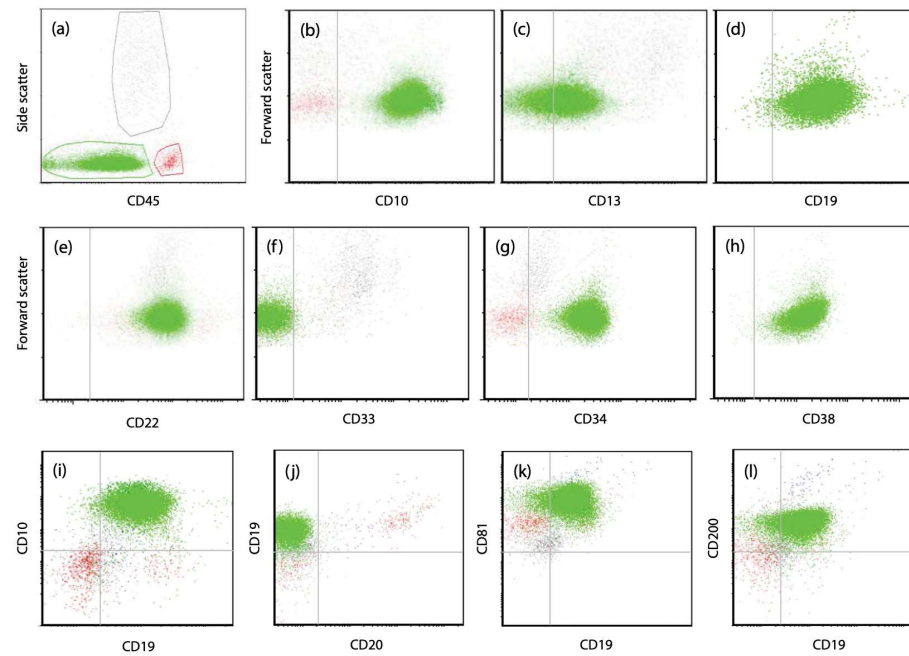 (a)
(b)
(c)
(d)
Side scatter
Forward scatter
CD45
CD10
CD13
CD19
(e)
(f)
(g)
(h)
Forward scatter
CD22
CD33
CD34
CD38
(i)
(j)
(k)
(l)
CD10
CD19
CD81
CD200
CD19
CD20
CD19
CD19